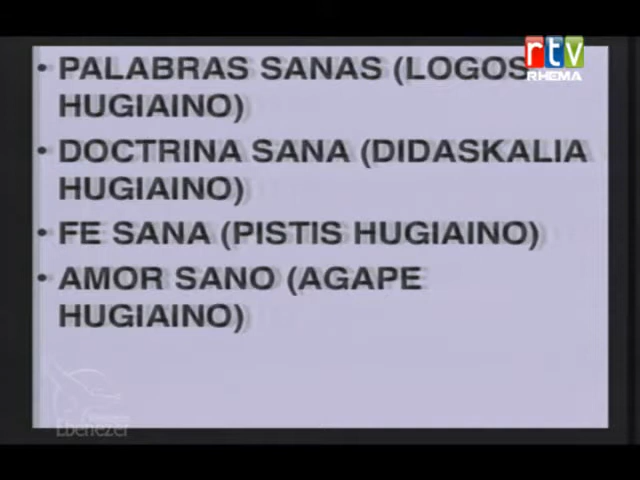 rtv
RHEMA
• PALABRAS SANAS (LOGOS
HUGIAINO)
• DOCTRINA SANA (DIDASKALIA
HUGIAINO)
• FE SANA (PISTIS HUGIAINO)
• AMOR SANO (AGAPE
HUGIAINO)
Ebenezer